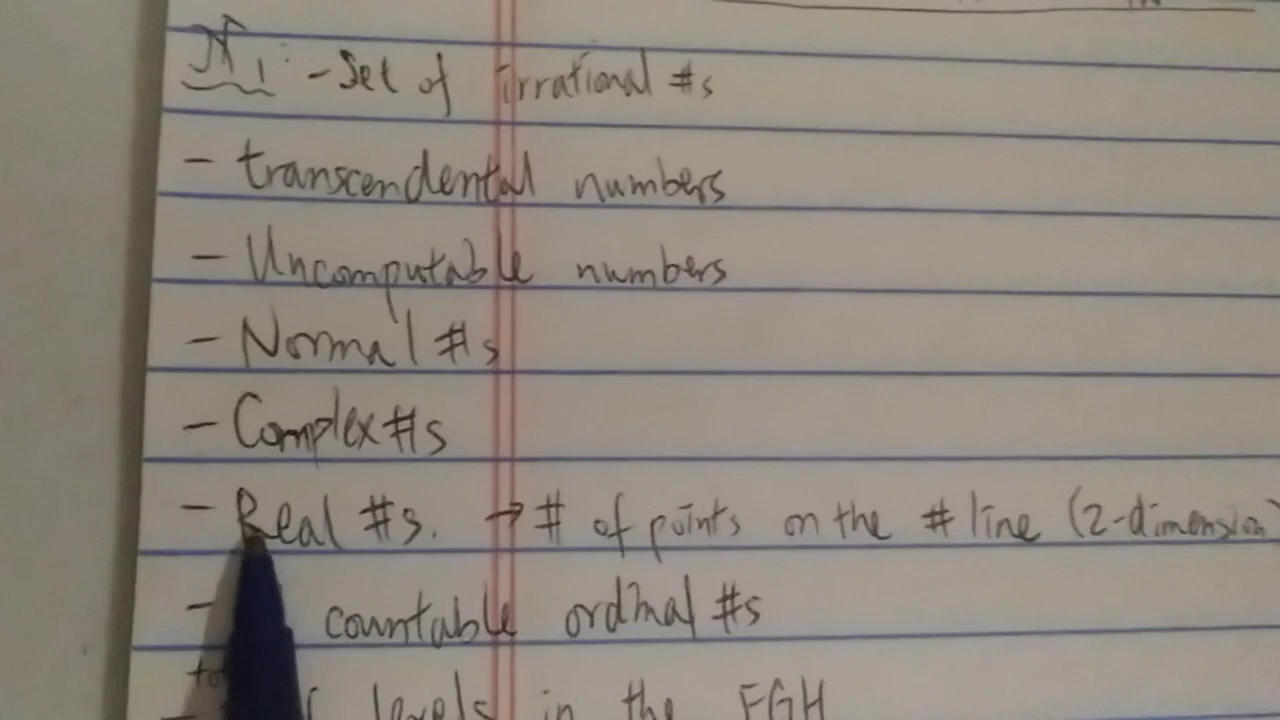 ℵ₁: - Set of irrational #s
- transcendental numbers
- Uncomputable numbers
- Normal #s
- Complex #s
- Real #s. → # of points on the # line (2-dimension)
- countable ordinal #s
- levels in the FGH